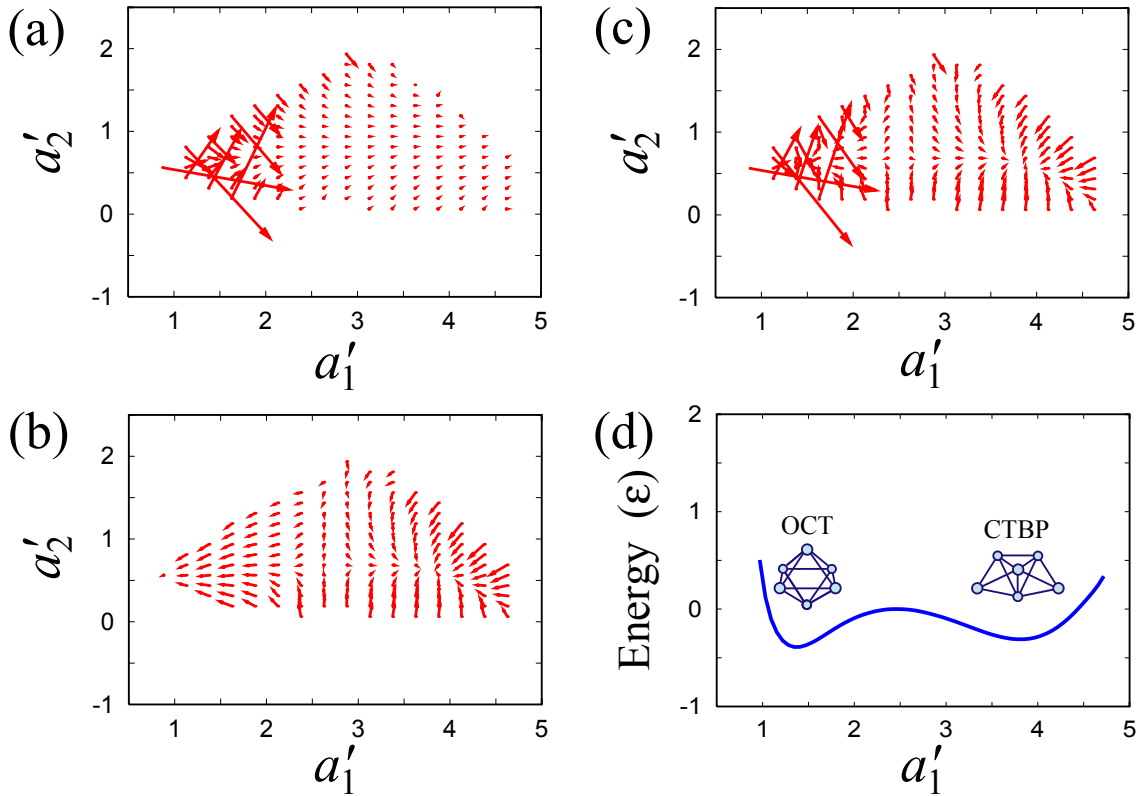 (a)
2
1
0
-1
a′₂
1 2 3 4 5
a′₁
(c)
2
1
0
-1
a′₂
1 2 3 4 5
a′₁
(b)
2
1
0
-1
a′₂
1 2 3 4 5
a′₁
(d)
2
1
0
-1
Energy (ε)
OCT
CTBP
1 2 3 4 5
a′₁